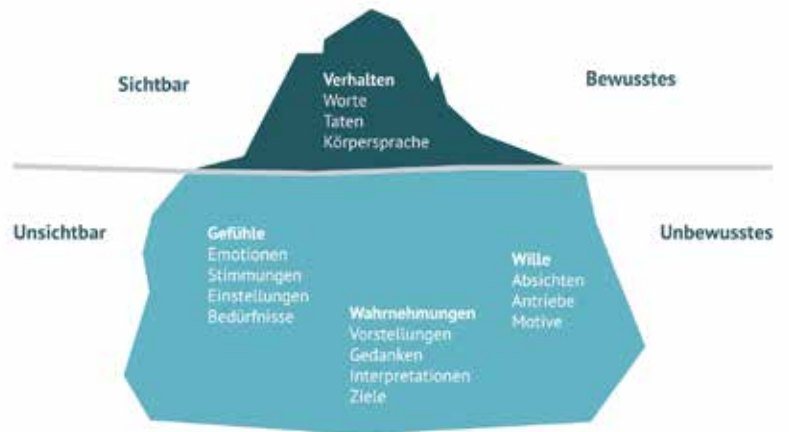 Sichtbar
Verhalten
Worte
Taten
Körpersprache
Bewusstes
Unsichtbar
Gefühle
Emotionen
Stimmungen
Einstellungen
Bedürfnisse
Wahrnehmungen
Vorstellungen
Gedanken
Interpretationen
Ziele
Wille
Absichten
Antriebe
Motive
Unbewusstes